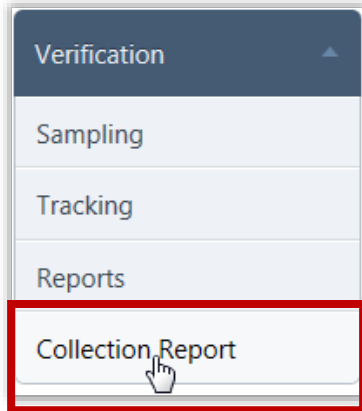 Verification
Sampling
Tracking
Reports
Collection Report